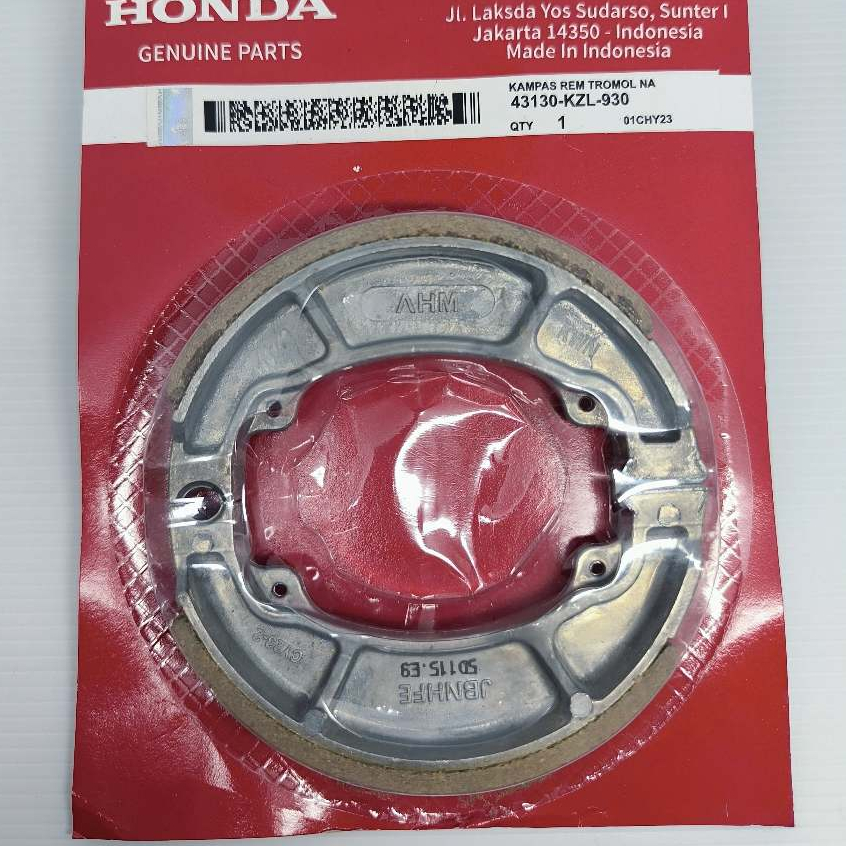 HONDA
GENUINE PARTS
Jl. Laksda Yos Sudarso, Sunter I
Jakarta 14350 - Indonesia
Made In Indonesia
KAMPAS REM TROMOL NA
43130-KZL-930
QTY 1 01CHY23
AHM
5D115.E9
JBNHFE